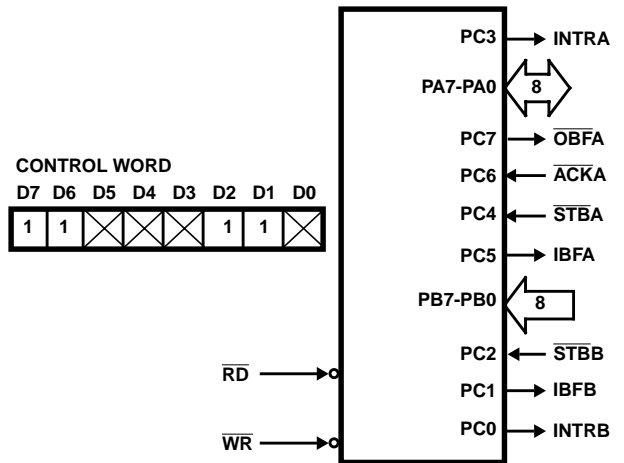 PC3 INTRA
PA7-PA0 8
PC7 OBFA
CONTROL WORD
PC6 ACKA
D7 D6 D5 D4 D3 D2 D1 D0
PC4 STBA
1 1 1 1
PC5 IBFA
PB7-PB0 8
PC2 STBB
RD
PC1 IBFB
PC0 INTRB
WR